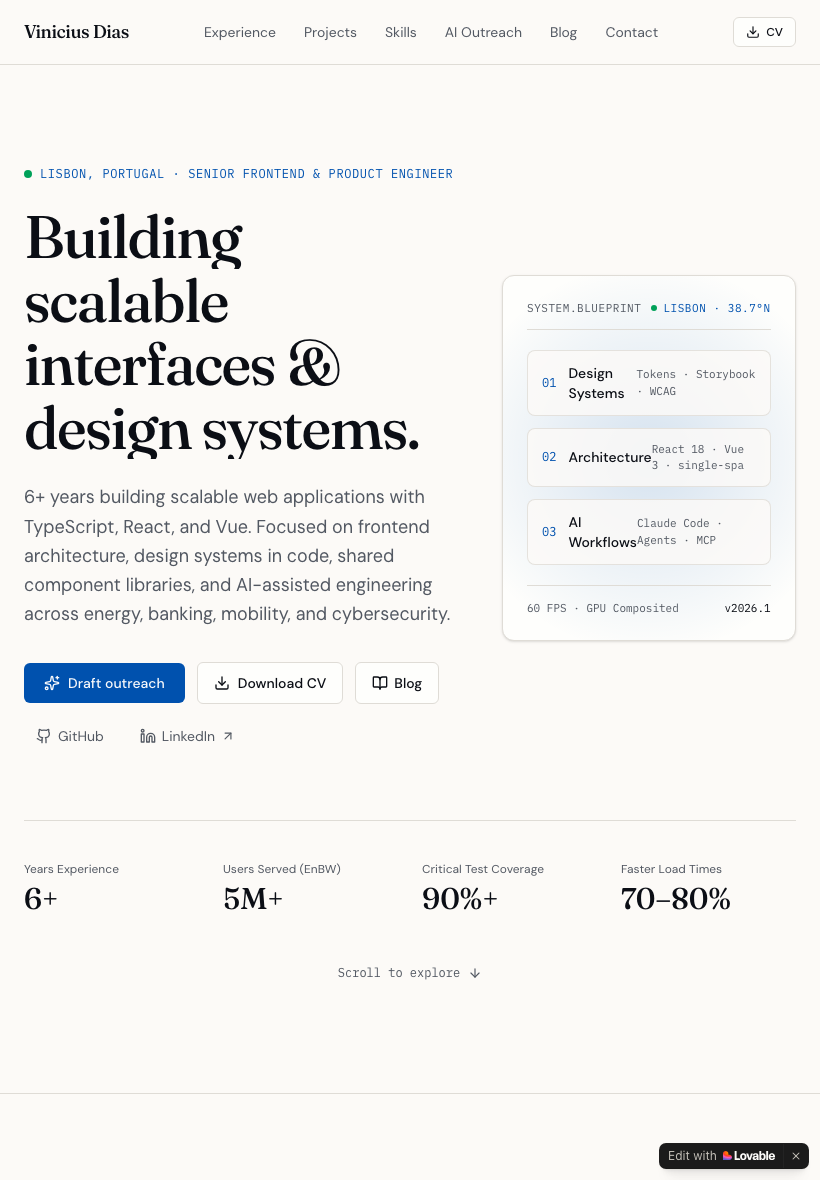 Vinicius Dias
Experience
Projects
Skills
AI Outreach
Blog
Contact
CV
LISBON, PORTUGAL · SENIOR FRONTEND & PRODUCT ENGINEER
Building
scalable
interfaces &
design systems.
6+ years building scalable web applications with
TypeScript, React, and Vue. Focused on frontend
architecture, design systems in code, shared
component libraries, and AI-assisted engineering
across energy, banking, mobility, and cybersecurity.
Draft outreach
Download CV
Blog
GitHub
LinkedIn
SYSTEM.BLUEPRINT
LISBON · 38.7°N
01
Design
Systems
Tokens · Storybook
· WCAG
02
Architecture
React 18 · Vue
3 · single-spa
03
AI
Workflows
Claude Code ·
Agents · MCP
60 FPS · GPU Composited
v2026.1
Years Experience
6+
Users Served (EnBW)
5M+
Critical Test Coverage
90%+
Faster Load Times
70–80%
Scroll to explore
Edit with Lovable